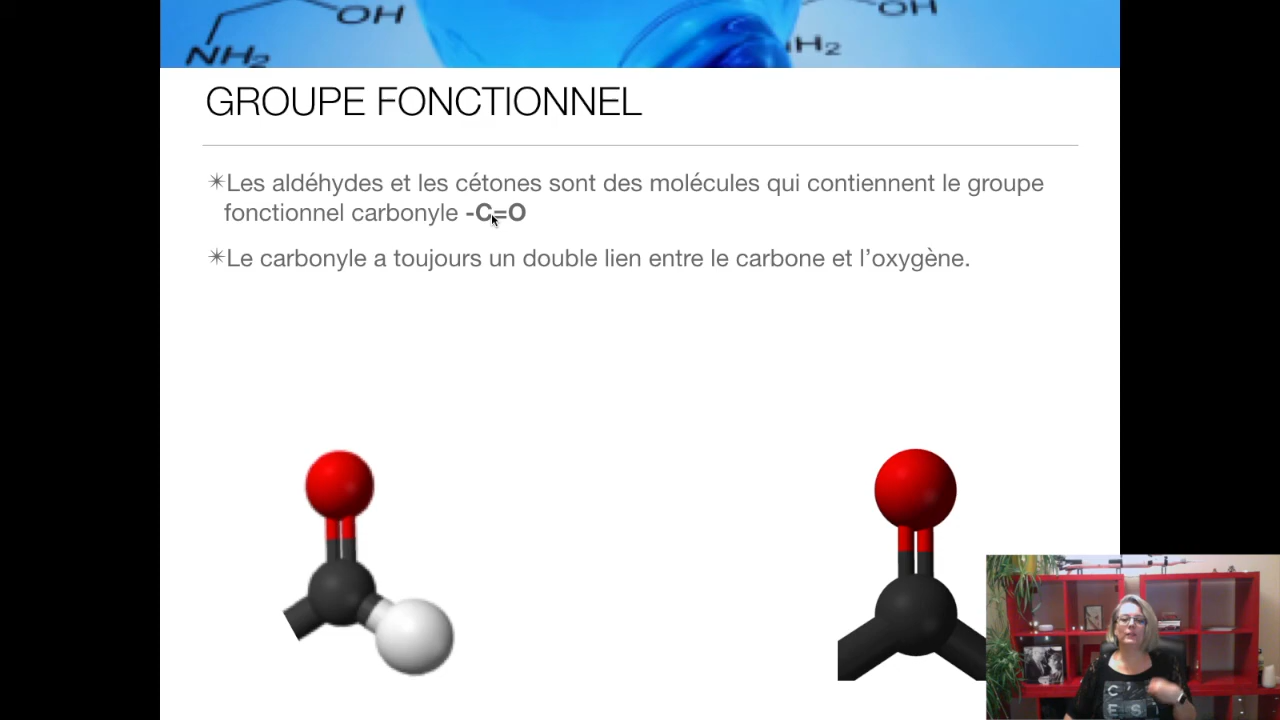 OH
OH
NH₂
H₂
GROUPE FONCTIONNEL
✴Les aldéhydes et les cétones sont des molécules qui contiennent le groupe
fonctionnel carbonyle -C=O
✴Le carbonyle a toujours un double lien entre le carbone et l’oxygène.